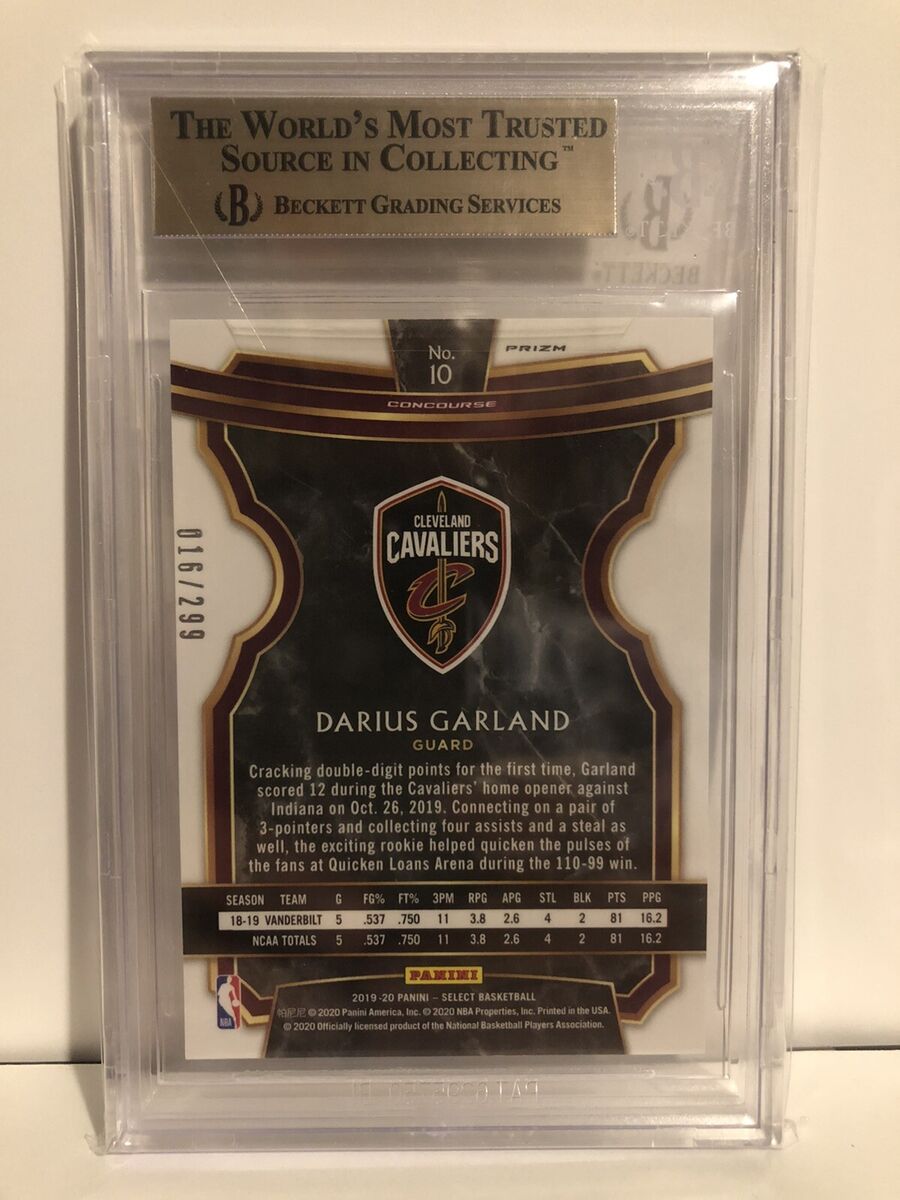 THE WORLD'S MOST TRUSTED
SOURCE IN COLLECTING™
B BECKETT GRADING SERVICES
BECKETT
No.
10
PRIZM
CONCOURSE
016/299
CLEVELAND
CAVALIERS
C
DARIUS GARLAND
GUARD
Cracking double-digit points for the first time, Garland
scored 12 during the Cavaliers' home opener against
Indiana on Oct. 26, 2019. Connecting on a pair of
3-pointers and collecting four assists and a steal as
well, the exciting rookie helped quicken the pulses of
the fans at Quicken Loans Arena during the 110-99 win.
SEASON TEAM G FG% FT% 3PM RPG APG STL BLK PTS PPG
18-19 VANDERBILT 5 .537 .750 11 3.8 2.6 4 2 81 16.2
NCAA TOTALS 5 .537 .750 11 3.8 2.6 4 2 81 16.2
PANINI
NBA
2019-20 PANINI – SELECT BASKETBALL
帕尼尼 © 2020 Panini America, Inc. © 2020 NBA Properties, Inc. Printed in the USA.
© 2020 Officially licensed product of the National Basketball Players Association.